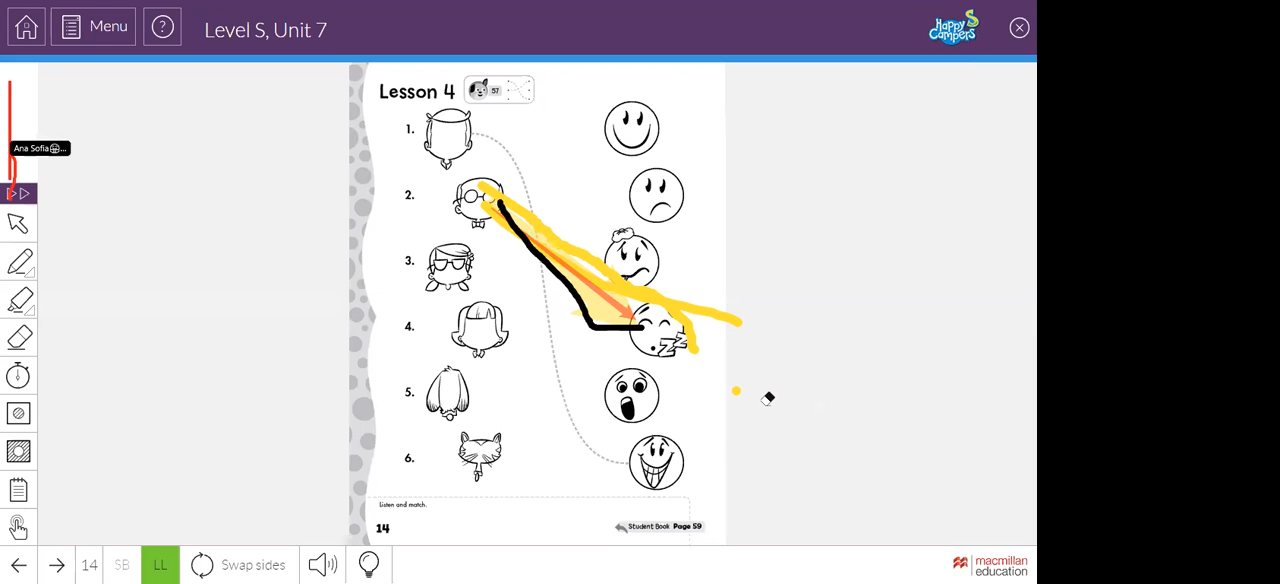 Menu
?
Level S, Unit 7
Happy Campers S
Lesson 4
57
Ana Sofia...
1.
2.
3.
4.
ZZ
5.
6.
Listen and match.
14
Student Book Page 59
14
SB
LL
Swap sides
macmillan
education